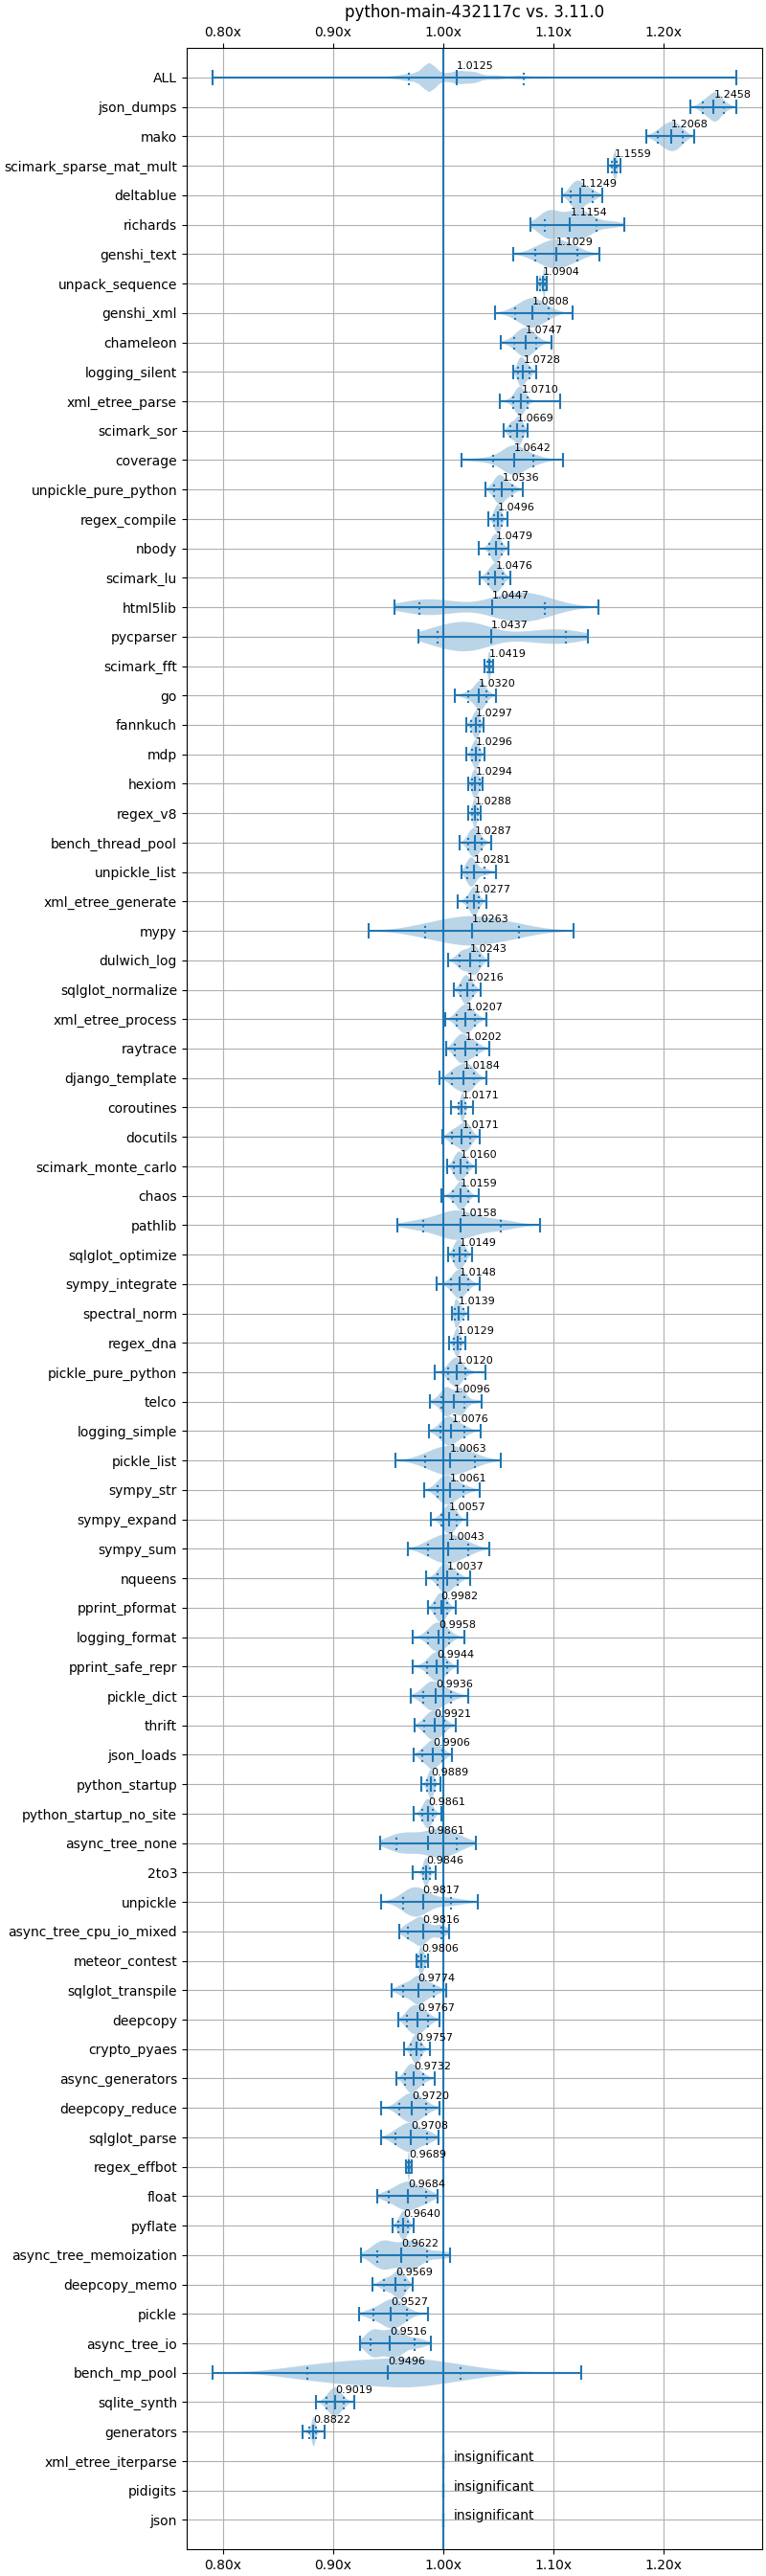 python-main-432117c vs. 3.11.0
0.80x 0.90x 1.00x 1.10x 1.20x
ALL 1.0125
json_dumps 1.2458
mako 1.2068
scimark_sparse_mat_mult 1.1559
deltablue 1.1249
richards 1.1154
genshi_text 1.1029
unpack_sequence 1.0904
genshi_xml 1.0808
chameleon 1.0747
logging_silent 1.0728
xml_etree_parse 1.0710
scimark_sor 1.0669
coverage 1.0642
unpickle_pure_python 1.0536
regex_compile 1.0496
nbody 1.0479
scimark_lu 1.0476
html5lib 1.0447
pycparser 1.0437
scimark_fft 1.0419
go 1.0320
fannkuch 1.0297
mdp 1.0296
hexiom 1.0294
regex_v8 1.0288
bench_thread_pool 1.0287
unpickle_list 1.0281
xml_etree_generate 1.0277
mypy 1.0263
dulwich_log 1.0243
sqlglot_normalize 1.0216
xml_etree_process 1.0207
raytrace 1.0202
django_template 1.0184
coroutines 1.0171
docutils 1.0171
scimark_monte_carlo 1.0160
chaos 1.0159
pathlib 1.0158
sqlglot_optimize 1.0149
sympy_integrate 1.0148
spectral_norm 1.0139
regex_dna 1.0129
pickle_pure_python 1.0120
telco 1.0096
logging_simple 1.0076
pickle_list 1.0063
sympy_str 1.0061
sympy_expand 1.0057
sympy_sum 1.0043
nqueens 1.0037
pprint_pformat 0.9982
logging_format 0.9958
pprint_safe_repr 0.9944
pickle_dict 0.9936
thrift 0.9921
json_loads 0.9906
python_startup 0.9889
python_startup_no_site 0.9861
async_tree_none 0.9861
2to3 0.9846
unpickle 0.9817
async_tree_cpu_io_mixed 0.9816
meteor_contest 0.9806
sqlglot_transpile 0.9774
deepcopy 0.9767
crypto_pyaes 0.9757
async_generators 0.9732
deepcopy_reduce 0.9720
sqlglot_parse 0.9703
regex_effbot 0.9689
float 0.9684
pyflate 0.9640
async_tree_memoization 0.9622
deepcopy_memo 0.9569
pickle 0.9527
async_tree_io 0.9516
bench_mp_pool 0.9496
sqlite_synth 0.9019
generators 0.8822
xml_etree_iterparse insignificant
pidigits insignificant
json insignificant
0.80x 0.90x 1.00x 1.10x 1.20x